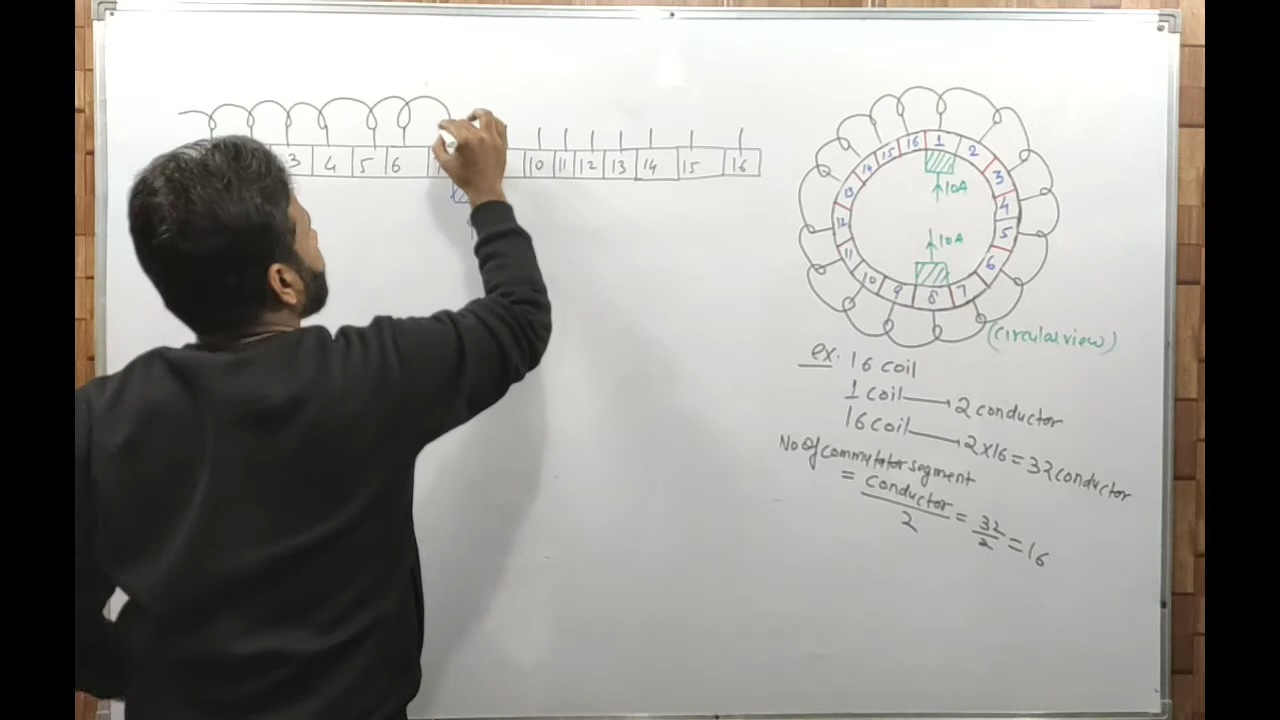 3 4 5 6 7 10 11 12 13 14 15 16
1 2 3 4 5 6 7 8 9 10 11 12 13 14 15 16
10A
10A
(circular view)
ex. 16 coil
1 coil → 2 conductor
16 coil → 2×16 = 32 conductor
No of commutator segment
= conductor/2 = 32/2 = 16